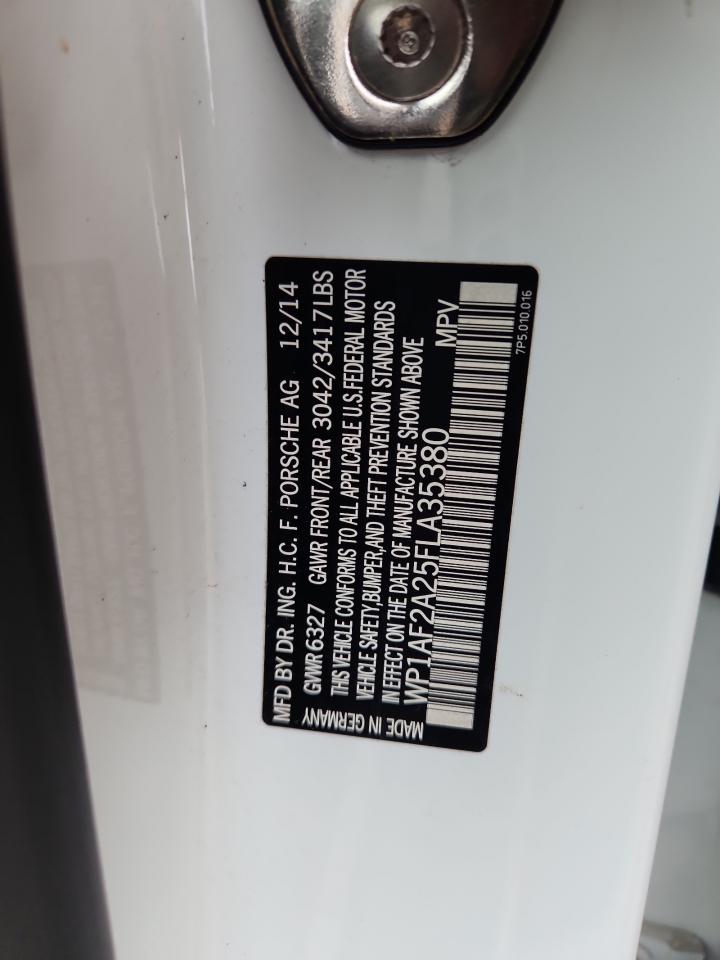 MFD BY DR. ING. H.C. F. PORSCHE AG 12/14
GVWR 6327 GAWR FRONT/REAR 3042/3417 LBS
THIS VEHICLE CONFORMS TO ALL APPLICABLE U.S.FEDERAL MOTOR
VEHICLE SAFETY,BUMPER,AND THEFT PREVENTION STANDARDS
IN EFFECT ON THE DATE OF MANUFACTURE SHOWN ABOVE
WP1AF2A25FLA35380 MPV
MADE IN GERMANY
7P5.010.016